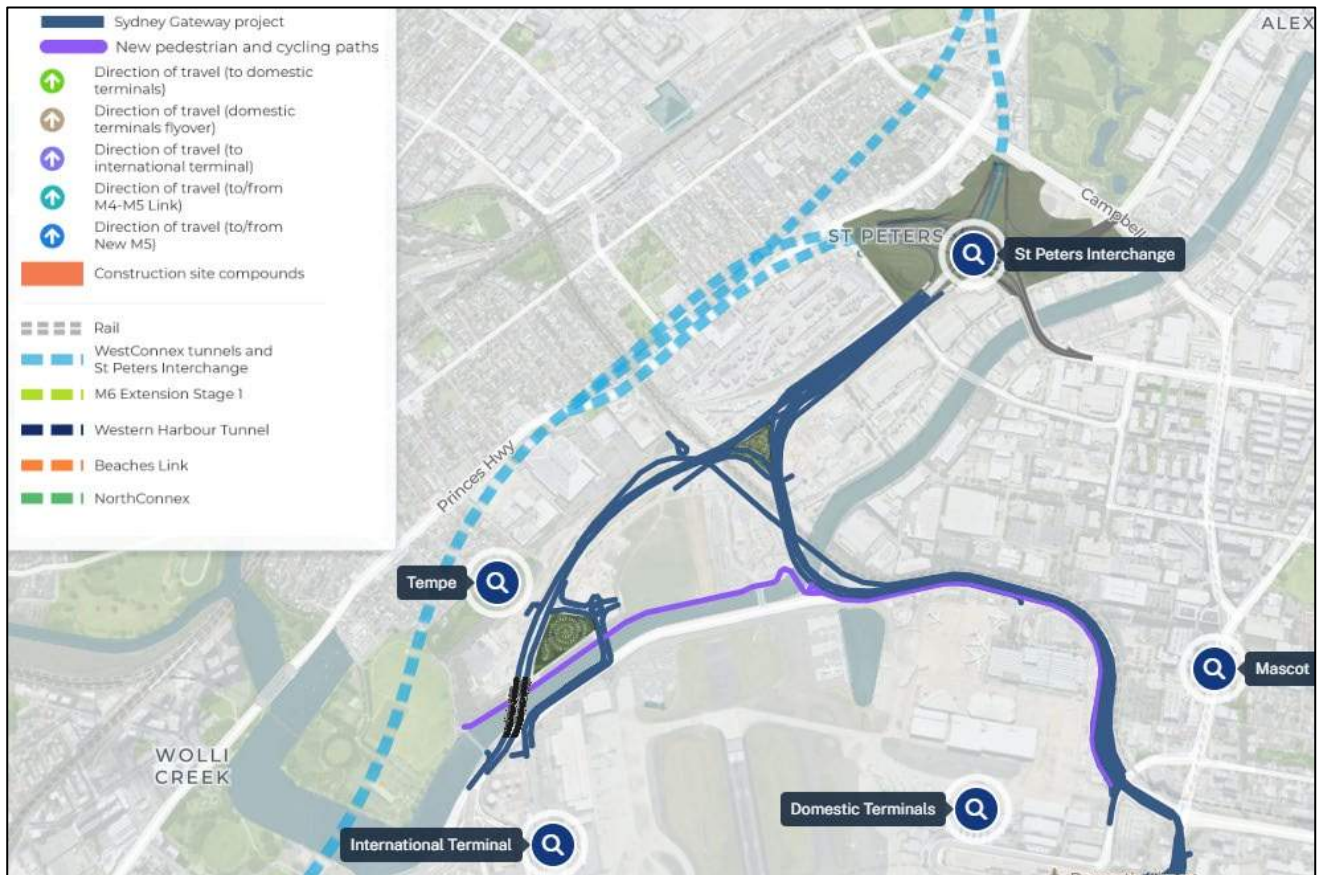 Sydney Gateway project
New pedestrian and cycling paths
Direction of travel (to domestic
terminals)
Direction of travel (domestic
terminals flyover)
Direction of travel (to
international terminal)
Direction of travel (to/from
M4-M5 Link)
Direction of travel (to/from
New M5)
Construction site compounds
Rail
WestConnex tunnels and
St Peters Interchange
M6 Extension Stage 1
Western Harbour Tunnel
Beaches Link
NorthConnex
ALEX
Campbell
ST PETERS
St Peters Interchange
Princes Hwy
Tempe
Mascot
WOLLI
CREEK
Domestic Terminals
International Terminal